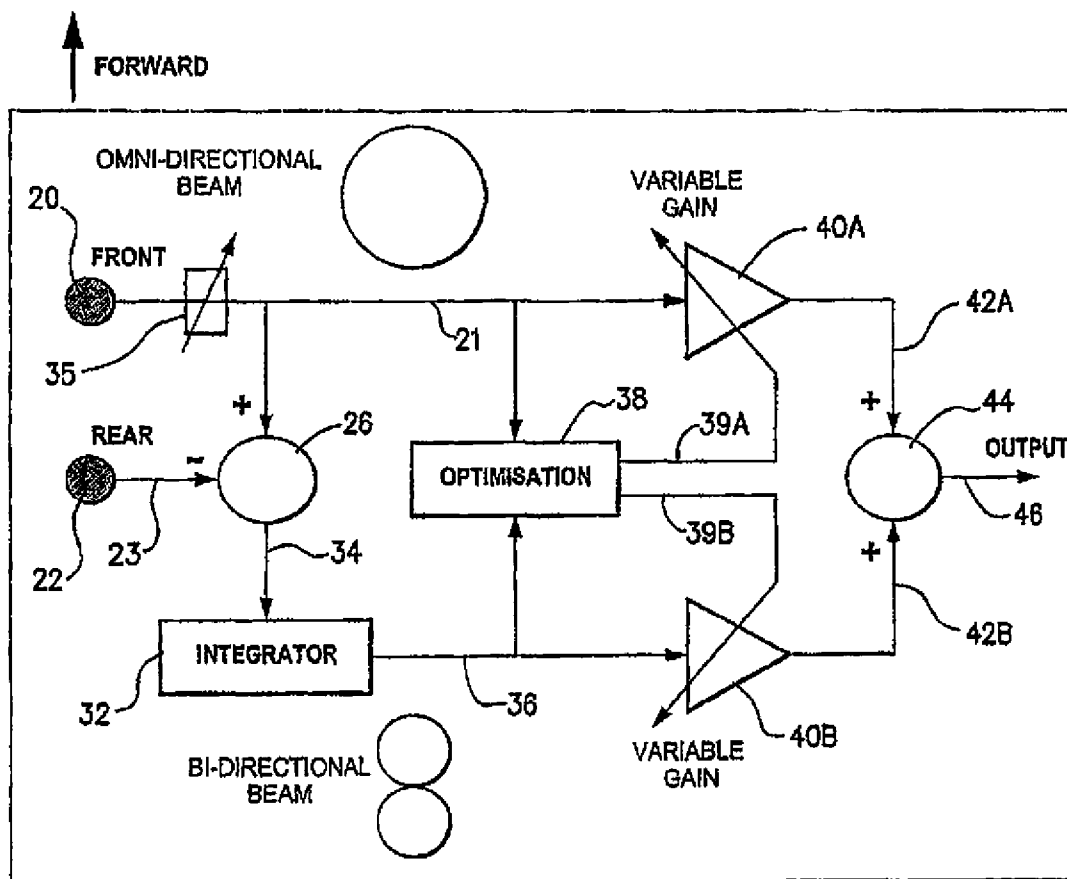 FORWARD
OMNI-DIRECTIONAL
BEAM
VARIABLE
GAIN
20
40A
FRONT
42A
21
35
+
+
38
44
REAR
26
39A
OUTPUT
-
OPTIMISATION
39B
46
23
34
+
22
42B
INTEGRATOR
32
36
40B
BI-DIRECTIONAL
BEAM
VARIABLE
GAIN